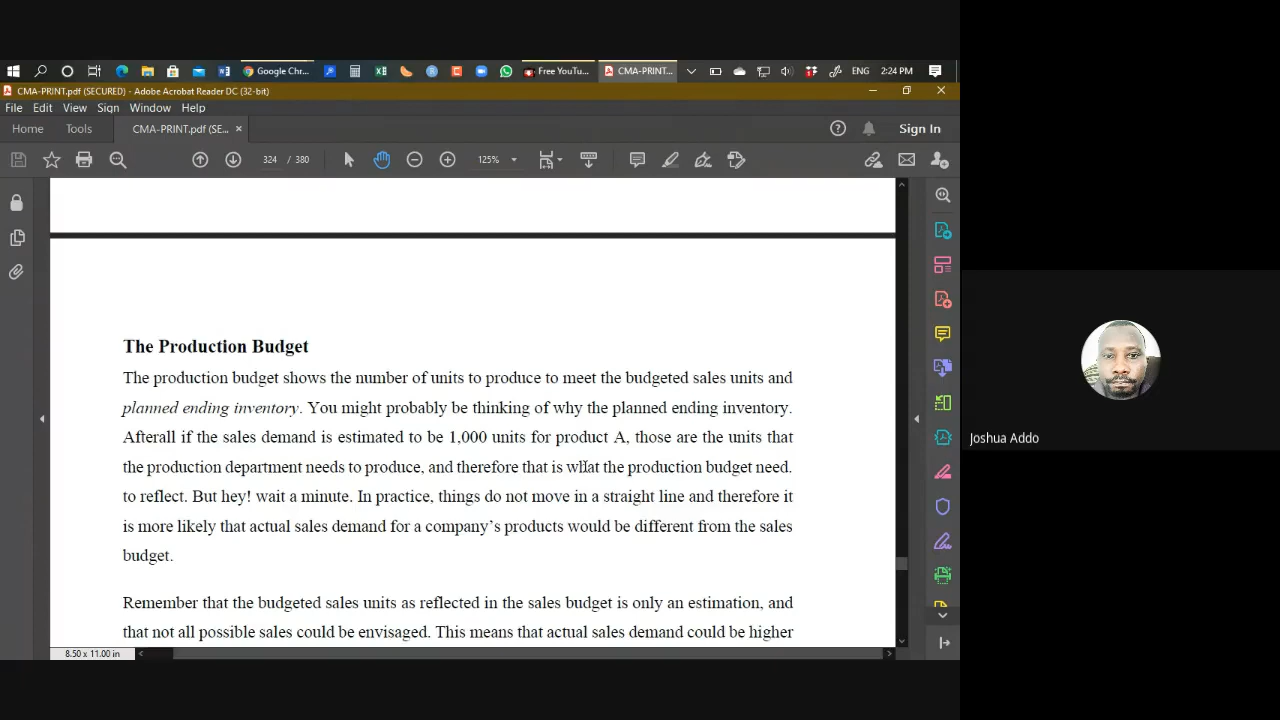 Google Chr...
Free YouTu...
CMA-PRINT...
ENG
2:24 PM
CMA-PRINT.pdf (SECURED) - Adobe Acrobat Reader DC (32-bit)
File Edit View Sign Window Help
Home Tools CMA-PRINT.pdf (SE... × Sign In
324 / 380 125%
The Production Budget
The production budget shows the number of units to produce to meet the budgeted sales units and
planned ending inventory. You might probably be thinking of why the planned ending inventory.
Afterall if the sales demand is estimated to be 1,000 units for product A, those are the units that
the production department needs to produce, and therefore that is what the production budget need.
to reflect. But hey! wait a minute. In practice, things do not move in a straight line and therefore it
is more likely that actual sales demand for a company's products would be different from the sales
budget.
Remember that the budgeted sales units as reflected in the sales budget is only an estimation, and
that not all possible sales could be envisaged. This means that actual sales demand could be higher
8.50 x 11.00 in
Joshua Addo